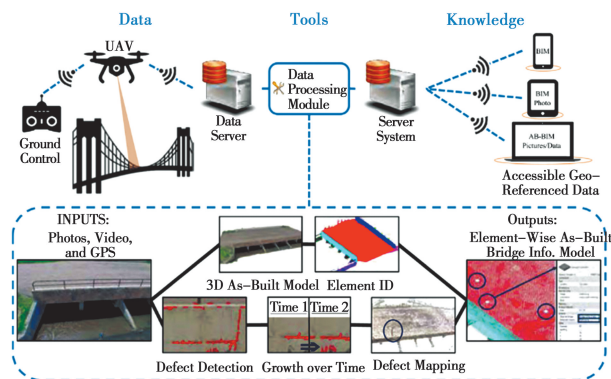 Data
Tools
Knowledge
UAV
Ground
Control
Data
Server
Data
Processing
Module
Server
System
BIM
BIM
Photo
AB-BIM
Pictures/Data
Accessible Geo-
Referenced Data
INPUTS:
Photos, Video,
and GPS
3D As-Built Model
Element ID
Defect Detection
Time 1
Time 2
Growth over Time
Defect Mapping
Outputs:
Element-Wise As-Built
Bridge Info. Model